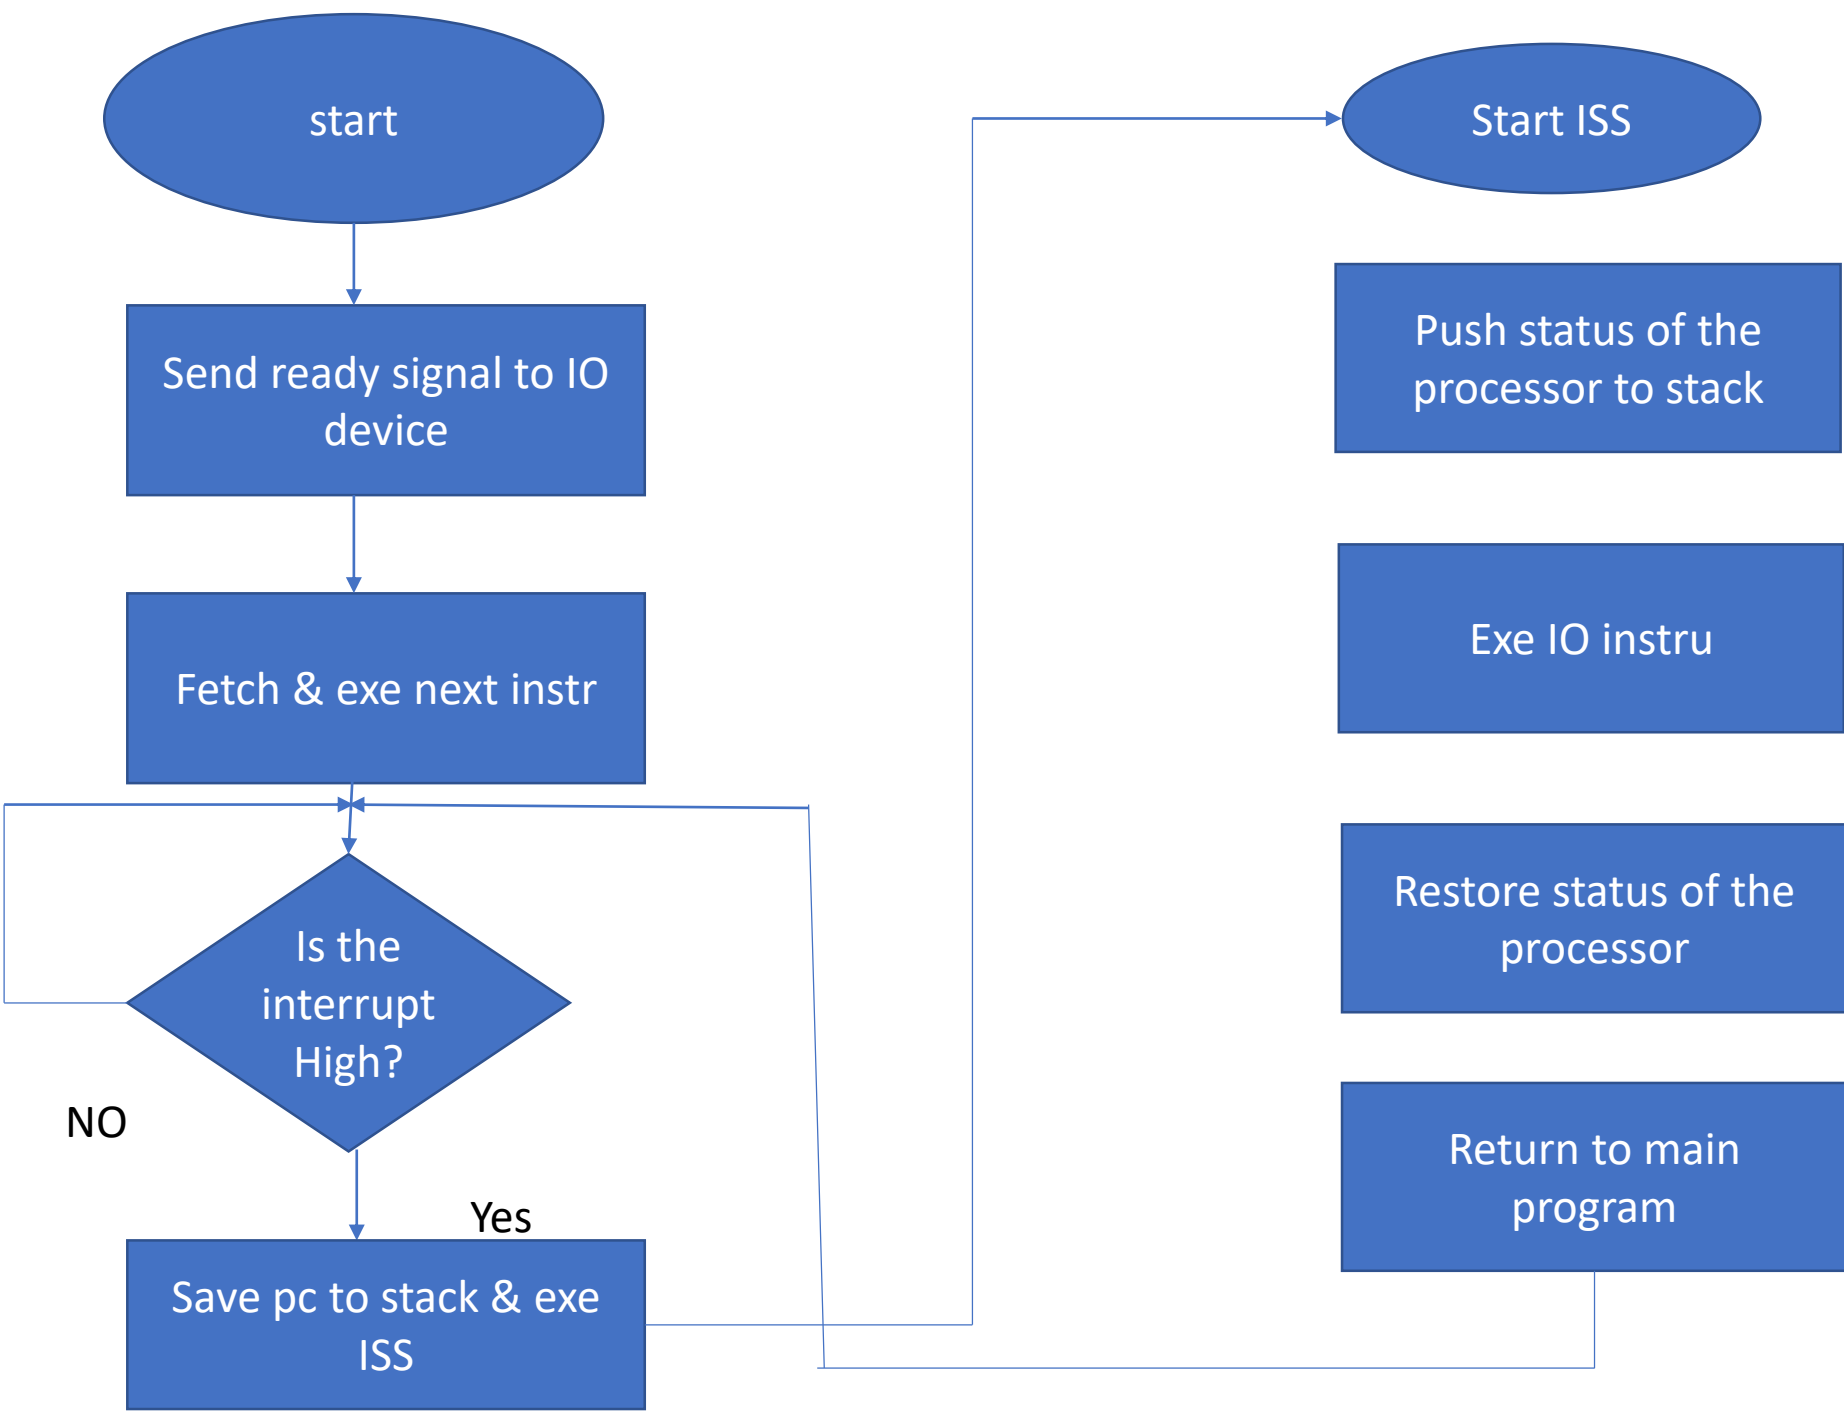 start
Send ready signal to IO
device
Fetch & exe next instr
Is the
interrupt
High?
NO
Yes
Save pc to stack & exe
ISS
Start ISS
Push status of the
processor to stack
Exe IO instru
Restore status of the
processor
Return to main
program